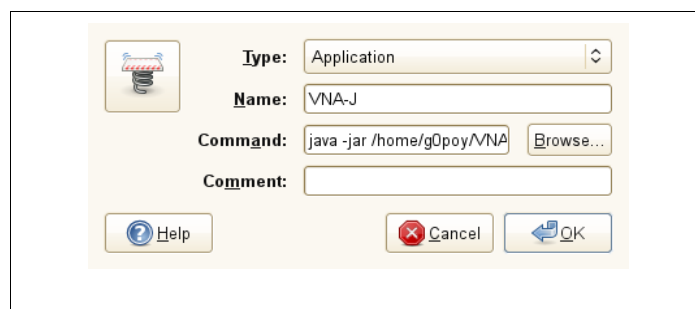 Type: Application
Name: VNA-J
Command: java -jar /home/g0poy/VNA Browse...
Comment:
Help Cancel OK